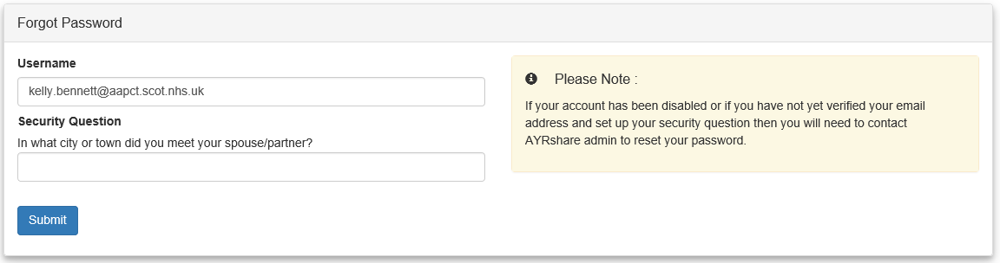 Forgot Password
Username
kelly.bennett@aapct.scot.nhs.uk
Security Question
In what city or town did you meet your spouse/partner?
Submit
Please Note :
If your account has been disabled or if you have not yet verified your email
address and set up your security question then you will need to contact
AYRshare admin to reset your password.